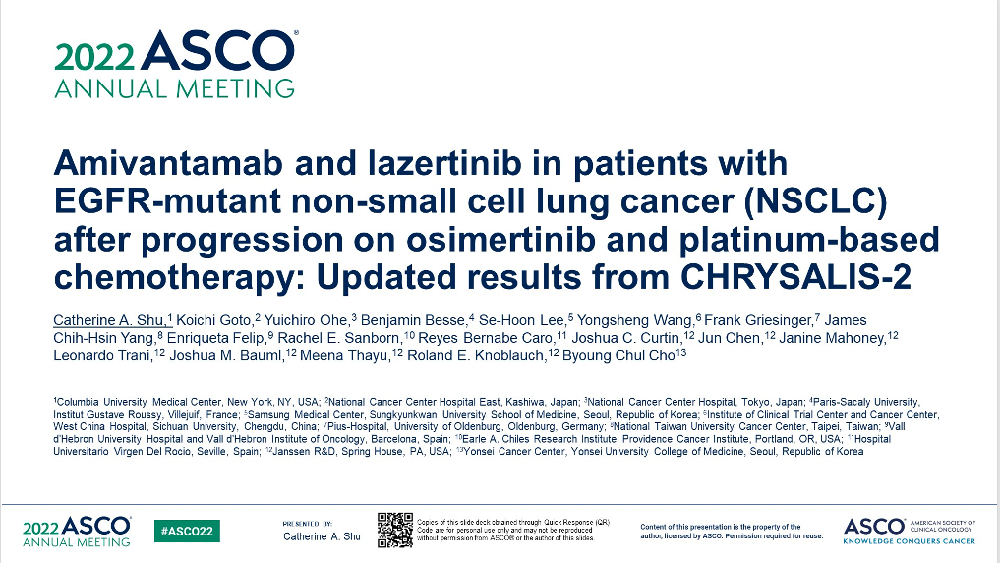 2022 ASCO®
ANNUAL MEETING
Amivantamab and lazertinib in patients with
EGFR-mutant non-small cell lung cancer (NSCLC)
after progression on osimertinib and platinum-based
chemotherapy: Updated results from CHRYSALIS-2
Catherine A. Shu,¹ Koichi Goto,² Yuichiro Ohe,³ Benjamin Besse,⁴ Se-Hoon Lee,⁵ Yongsheng Wang,⁶ Frank Griesinger,⁷ James
Chih-Hsin Yang,⁸ Enriqueta Felip,⁹ Rachel E. Sanborn,¹⁰ Reyes Bernabe Caro,¹¹ Joshua C. Curtin,¹² Jun Chen,¹² Janine Mahoney,¹²
Leonardo Trani,¹² Joshua M. Bauml,¹² Meena Thayu,¹² Roland E. Knoblauch,¹² Byoung Chul Cho¹³
¹Columbia University Medical Center, New York, NY, USA; ²National Cancer Center Hospital East, Kashiwa, Japan; ³National Cancer Center Hospital, Tokyo, Japan; ⁴Paris-Sacaly University,
Institut Gustave Roussy, Villejuif, France; ⁵Samsung Medical Center, Sungkyunkwan University School of Medicine, Seoul, Republic of Korea; ⁶Institute of Clinical Trial Center and Cancer Center,
West China Hospital, Sichuan University, Chengdu, China; ⁷Pius-Hospital, University of Oldenburg, Oldenburg, Germany; ⁸National Taiwan University Cancer Center, Taipei, Taiwan; ⁹Vall
d'Hebron University Hospital and Vall d'Hebron Institute of Oncology, Barcelona, Spain; ¹⁰Earle A. Chiles Research Institute, Providence Cancer Institute, Portland, OR, USA; ¹¹Hospital
Universitario Virgen Del Rocio, Seville, Spain; ¹²Janssen R&D, Spring House, PA, USA; ¹³Yonsei Cancer Center, Yonsei University College of Medicine, Seoul, Republic of Korea
2022 ASCO®
ANNUAL MEETING
#ASCO22
PRESENTED BY:
Catherine A. Shu
Copies of this slide deck obtained through Quick Response (QR)
Code are for personal use only and may not be reproduced
without permission from ASCO® or the author of this slides.
Content of this presentation is the property of the
author, licensed by ASCO. Permission required for reuse.
ASCO® AMERICAN SOCIETY OF
CLINICAL ONCOLOGY
KNOWLEDGE CONQUERS CANCER